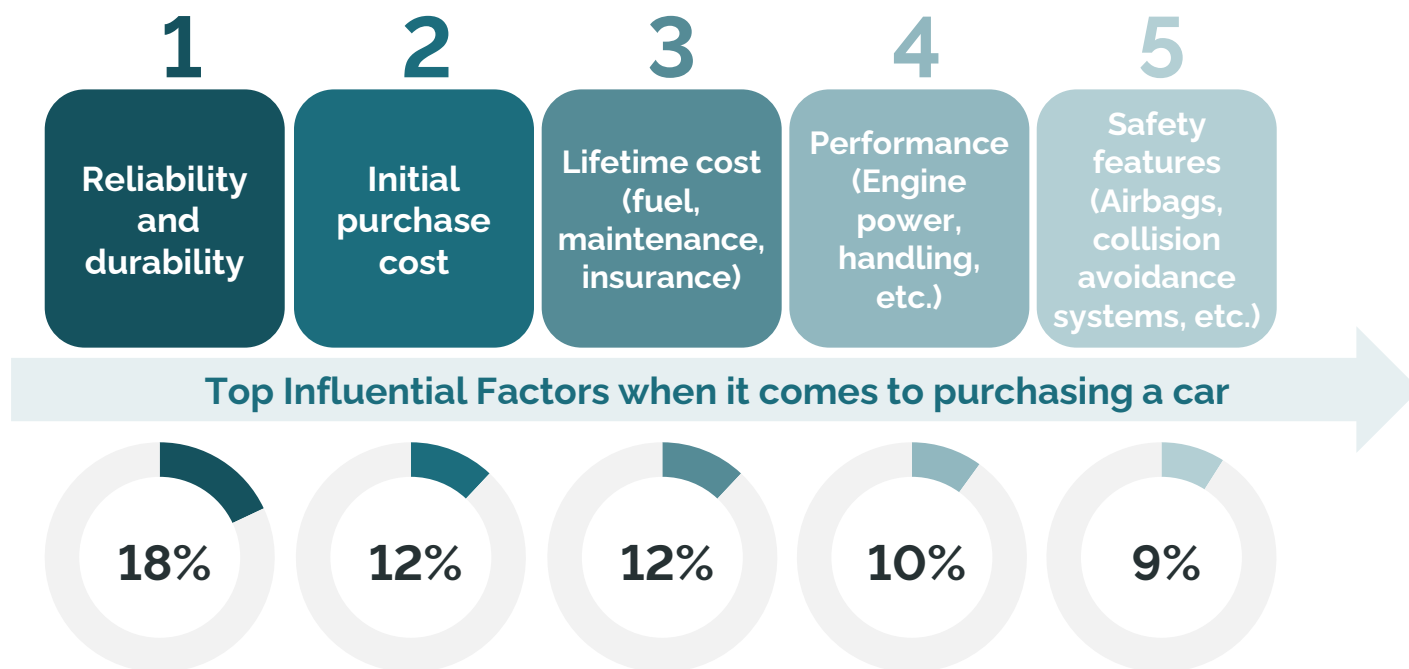 1
2
3
4
5
Reliability
and
durability
Initial
purchase
cost
Lifetime cost
(fuel,
maintenance,
insurance)
Performance
(Engine
power,
handling,
etc.)
Safety
features
(Airbags,
collision
avoidance
systems, etc.)
Top Influential Factors when it comes to purchasing a car
18%
12%
12%
10%
9%